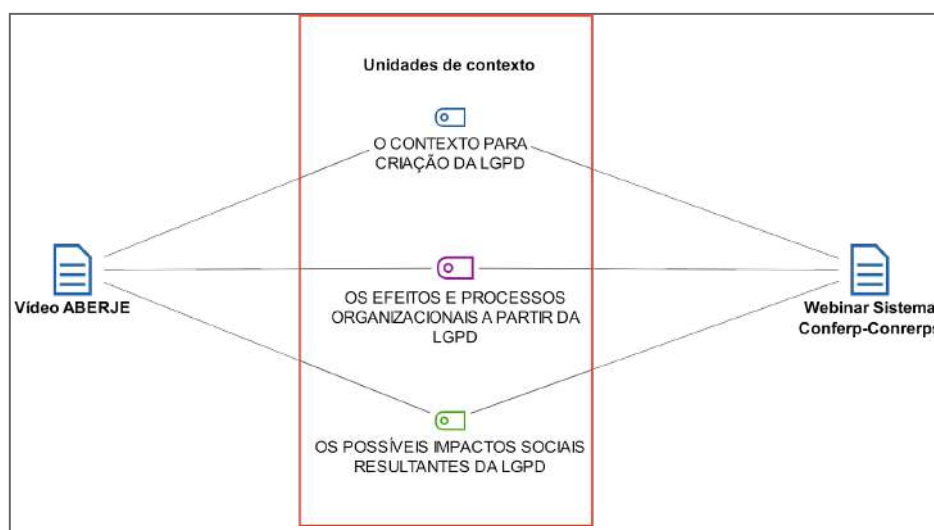 Unidades de contexto
O CONTEXTO PARA
CRIAÇÃO DA LGPD
Vídeo ABERJE
OS EFEITOS E PROCESSOS
ORGANIZACIONAIS A PARTIR DA
LGPD
Webinar Sistema
Conferp-Conrerps
OS POSSÍVEIS IMPACTOS SOCIAIS
RESULTANTES DA LGPD